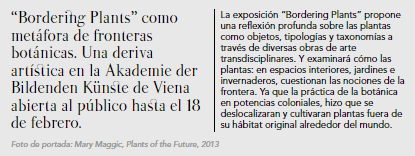 “Bordering Plants” como
metáfora de fronteras
botánicas. Una deriva
artística en la Akademie der
Bildenden Künste de Viena
abierta al público hasta el 18
de febrero.
La exposición “Bordering Plants” propone
una reflexión profunda sobre las plantas
como objetos, tipologías y taxonomías a
través de diversas obras de arte
transdisciplinares. Y examinará cómo las
plantas: en espacios interiores, jardines e
invernaderos, cuestionan las nociones de la
frontera. Ya que la práctica de la botánica
en potencias coloniales, hizo que se
deslocalizaran y cultivaran plantas fuera de
su hábitat original alrededor del mundo.
Foto de portada: Mary Maggic, Plants of the Future, 2013